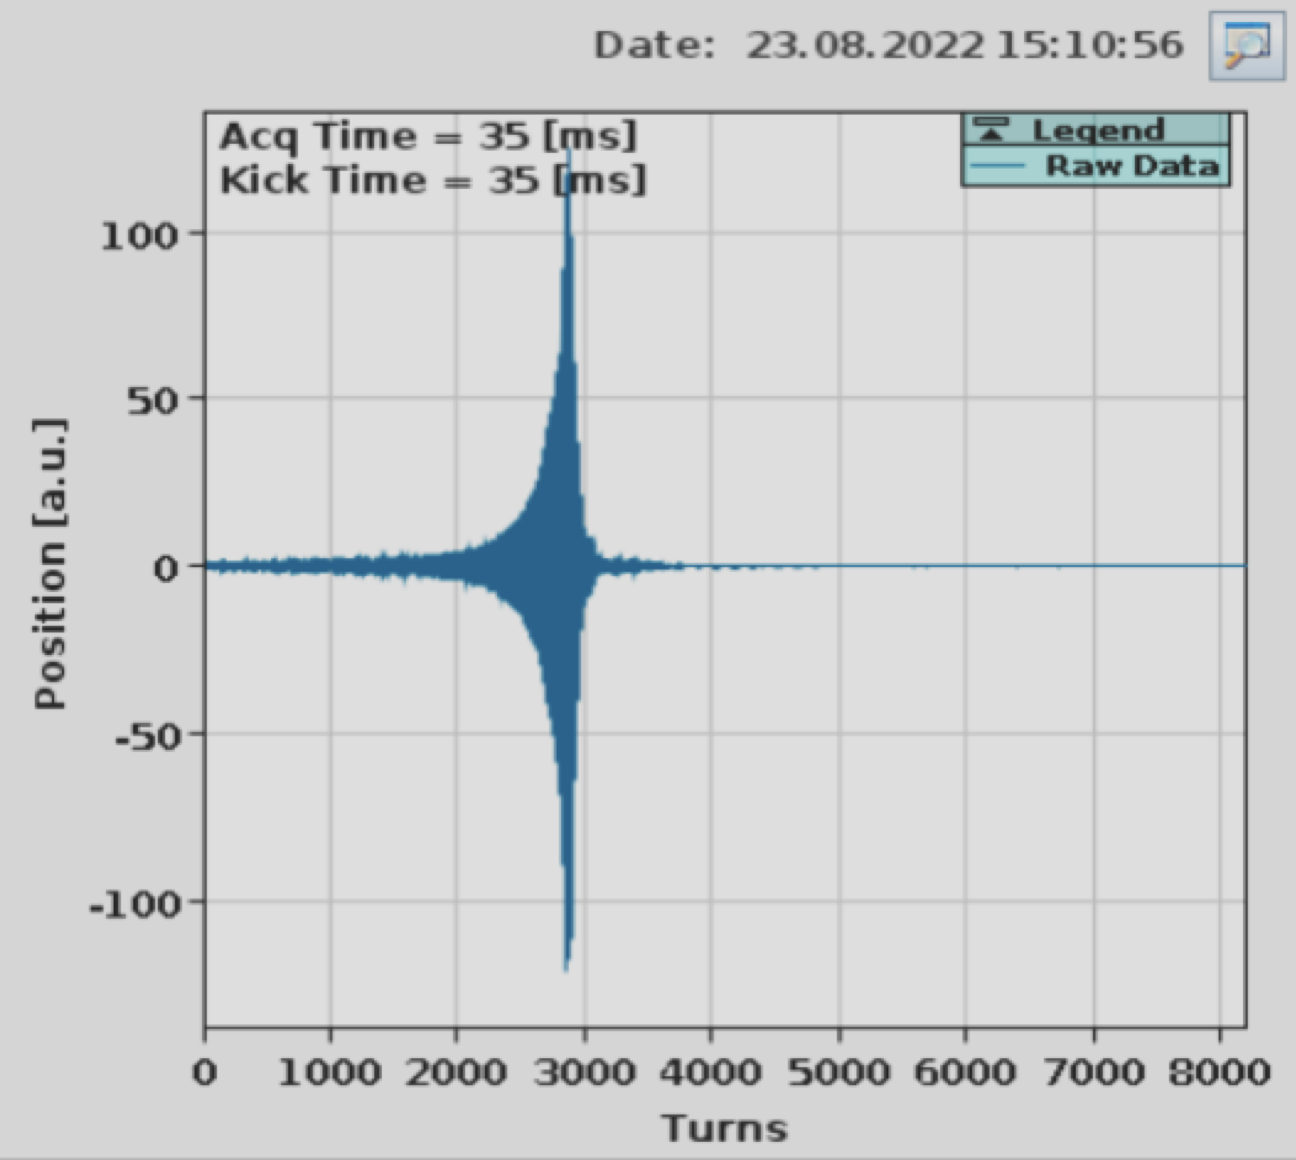 Date: 23.08.2022 15:10:56
Acq Time = 35 [ms]
Kick Time = 35 [ms]
Legend
Raw Data
Position [a.u.]
100
50
0
-50
-100
0 1000 2000 3000 4000 5000 6000 7000 8000
Turns